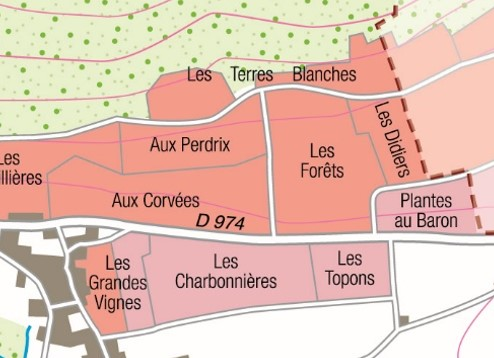 Les Terres Blanches
Aux Perdrix
Les Didiers
Les
Forêts
Les
llières
Aux Corvées
D 974
Plantes
au Baron
Les
Grandes
Vignes
Les
Charbonnières
Les
Topons